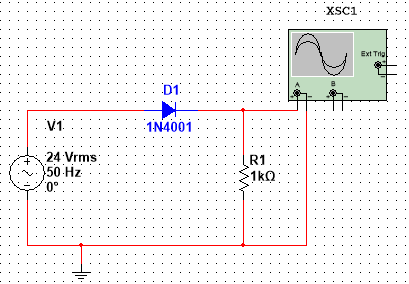 XSC1
Ext Trig
+
-
A
B
+ - + -
D1
1N4001
V1
24 Vrms
50 Hz
0°
R1
1kΩ